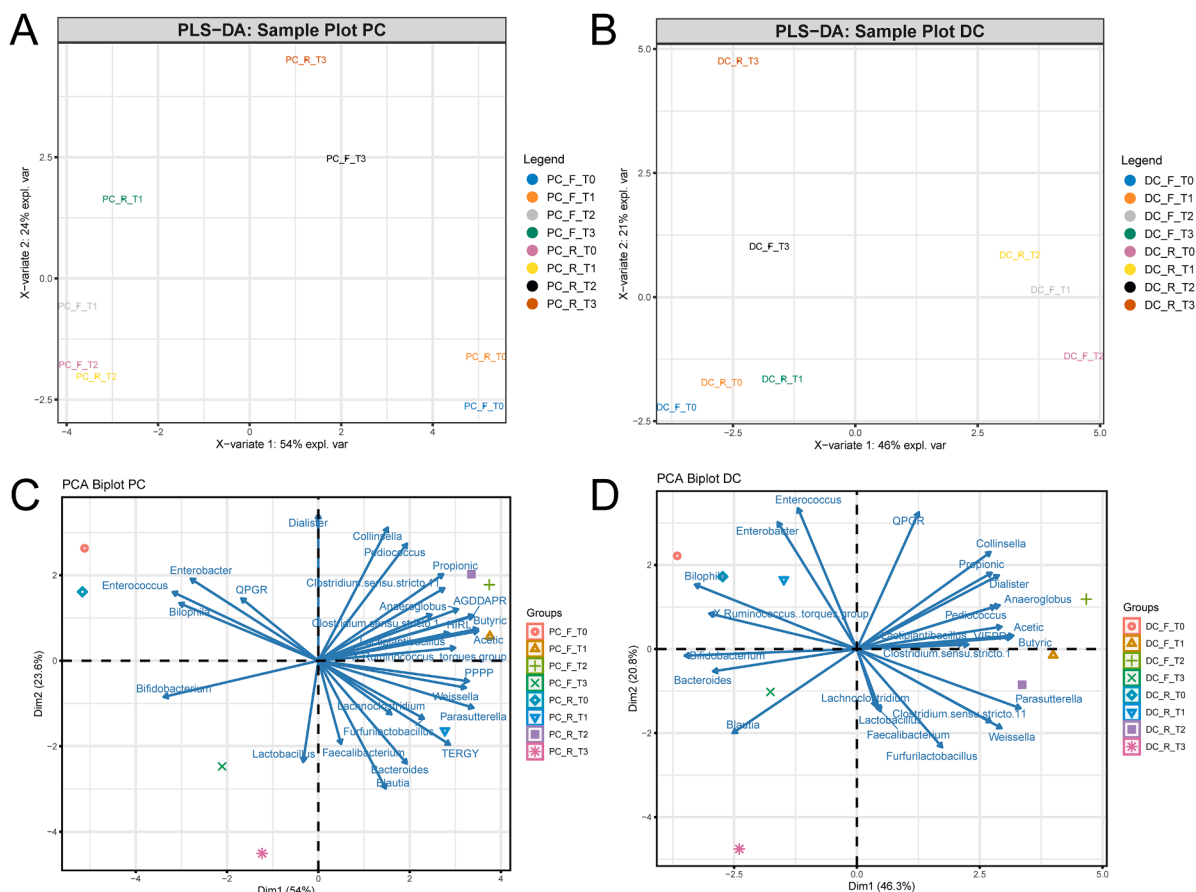 A
PLS−DA: Sample Plot PC
PC_R_T3
PC_F_T3
PC_R_T1
PC_F_T1
PC_F_T2
PC_R_T2
PC_R_T0
PC_F_T0
2.5
0.0
−2.5
−4
−2
0
2
4
X−variate 2: 24% expl. var
X−variate 1: 54% expl. var
Legend
PC_F_T0
PC_F_T1
PC_F_T2
PC_F_T3
PC_R_T0
PC_R_T1
PC_R_T2
PC_R_T3
B
PLS−DA: Sample Plot DC
DC_R_T3
DC_F_T3
DC_R_T2
DC_F_T1
DC_F_T2
DC_R_T0
DC_R_T1
DC_F_T0
5.0
2.5
0.0
−2.5
−2.5
0.0
2.5
5.0
X−variate 2: 21% expl. var
X−variate 1: 46% expl. var
Legend
DC_F_T0
DC_F_T1
DC_F_T2
DC_F_T3
DC_R_T0
DC_R_T1
DC_R_T2
DC_R_T3
C
PCA Biplot PC
Dialister
Collinsella
Pediococcus
Propionic
Enterobacter
Enterococcus
QPGR
Bilophila
Clostridium.sensu.stricto.11
Anaeroglobus
AGDDAPR
Clostridium.sensu.stricto.1
HIRL
Butyric
Acetic
Ruminococcus_torques.group
PPPP
Bifidobacterium
Weissella
Lachnoclostridium
Parasutterella
Furfurilactobacillus
Lactobacillus
Faecalibacterium
TERGY
Bacteroides
Blautia
2
0
−2
−4
−4
−2
0
2
4
Dim2 (23.8%)
Dim1 (54%)
Groups
PC_F_T0
PC_F_T1
PC_F_T2
PC_F_T3
PC_R_T0
PC_R_T1
PC_R_T2
PC_R_T3
D
PCA Biplot DC
Enterococcus
Enterobacter
QPGR
Collinsella
Propionic
Bilophila
Dialister
Anaeroglobus
X.Ruminococcus..torques.group
Pediococcus
Acetic
Lactiplantibacillus
Butyric
Bifidobacterium
Clostridium.sensu.stricto.1
Bacteroides
Lachnoclostridium
Parasutterella
Clostridium.sensu.stricto.11
Blautia
Lactobacillus
Faecalibacterium
Weissella
Furfurilactobacillus
2
0
−2
−4
−2.5
0.0
2.5
5.0
Dim2 (20.8%)
Dim1 (46.3%)
Groups
DC_F_T0
DC_F_T1
DC_F_T2
DC_F_T3
DC_R_T0
DC_R_T1
DC_R_T2
DC_R_T3